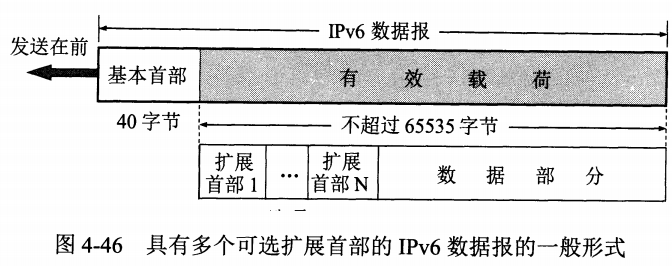 IPv6 数据报
发送在前
基本首部
有效载荷
40 字节
不超过 65535 字节
扩展
首部 1
…
扩展
首部 N
数据部分
图 4-46 具有多个可选扩展首部的 IPv6 数据报的一般形式